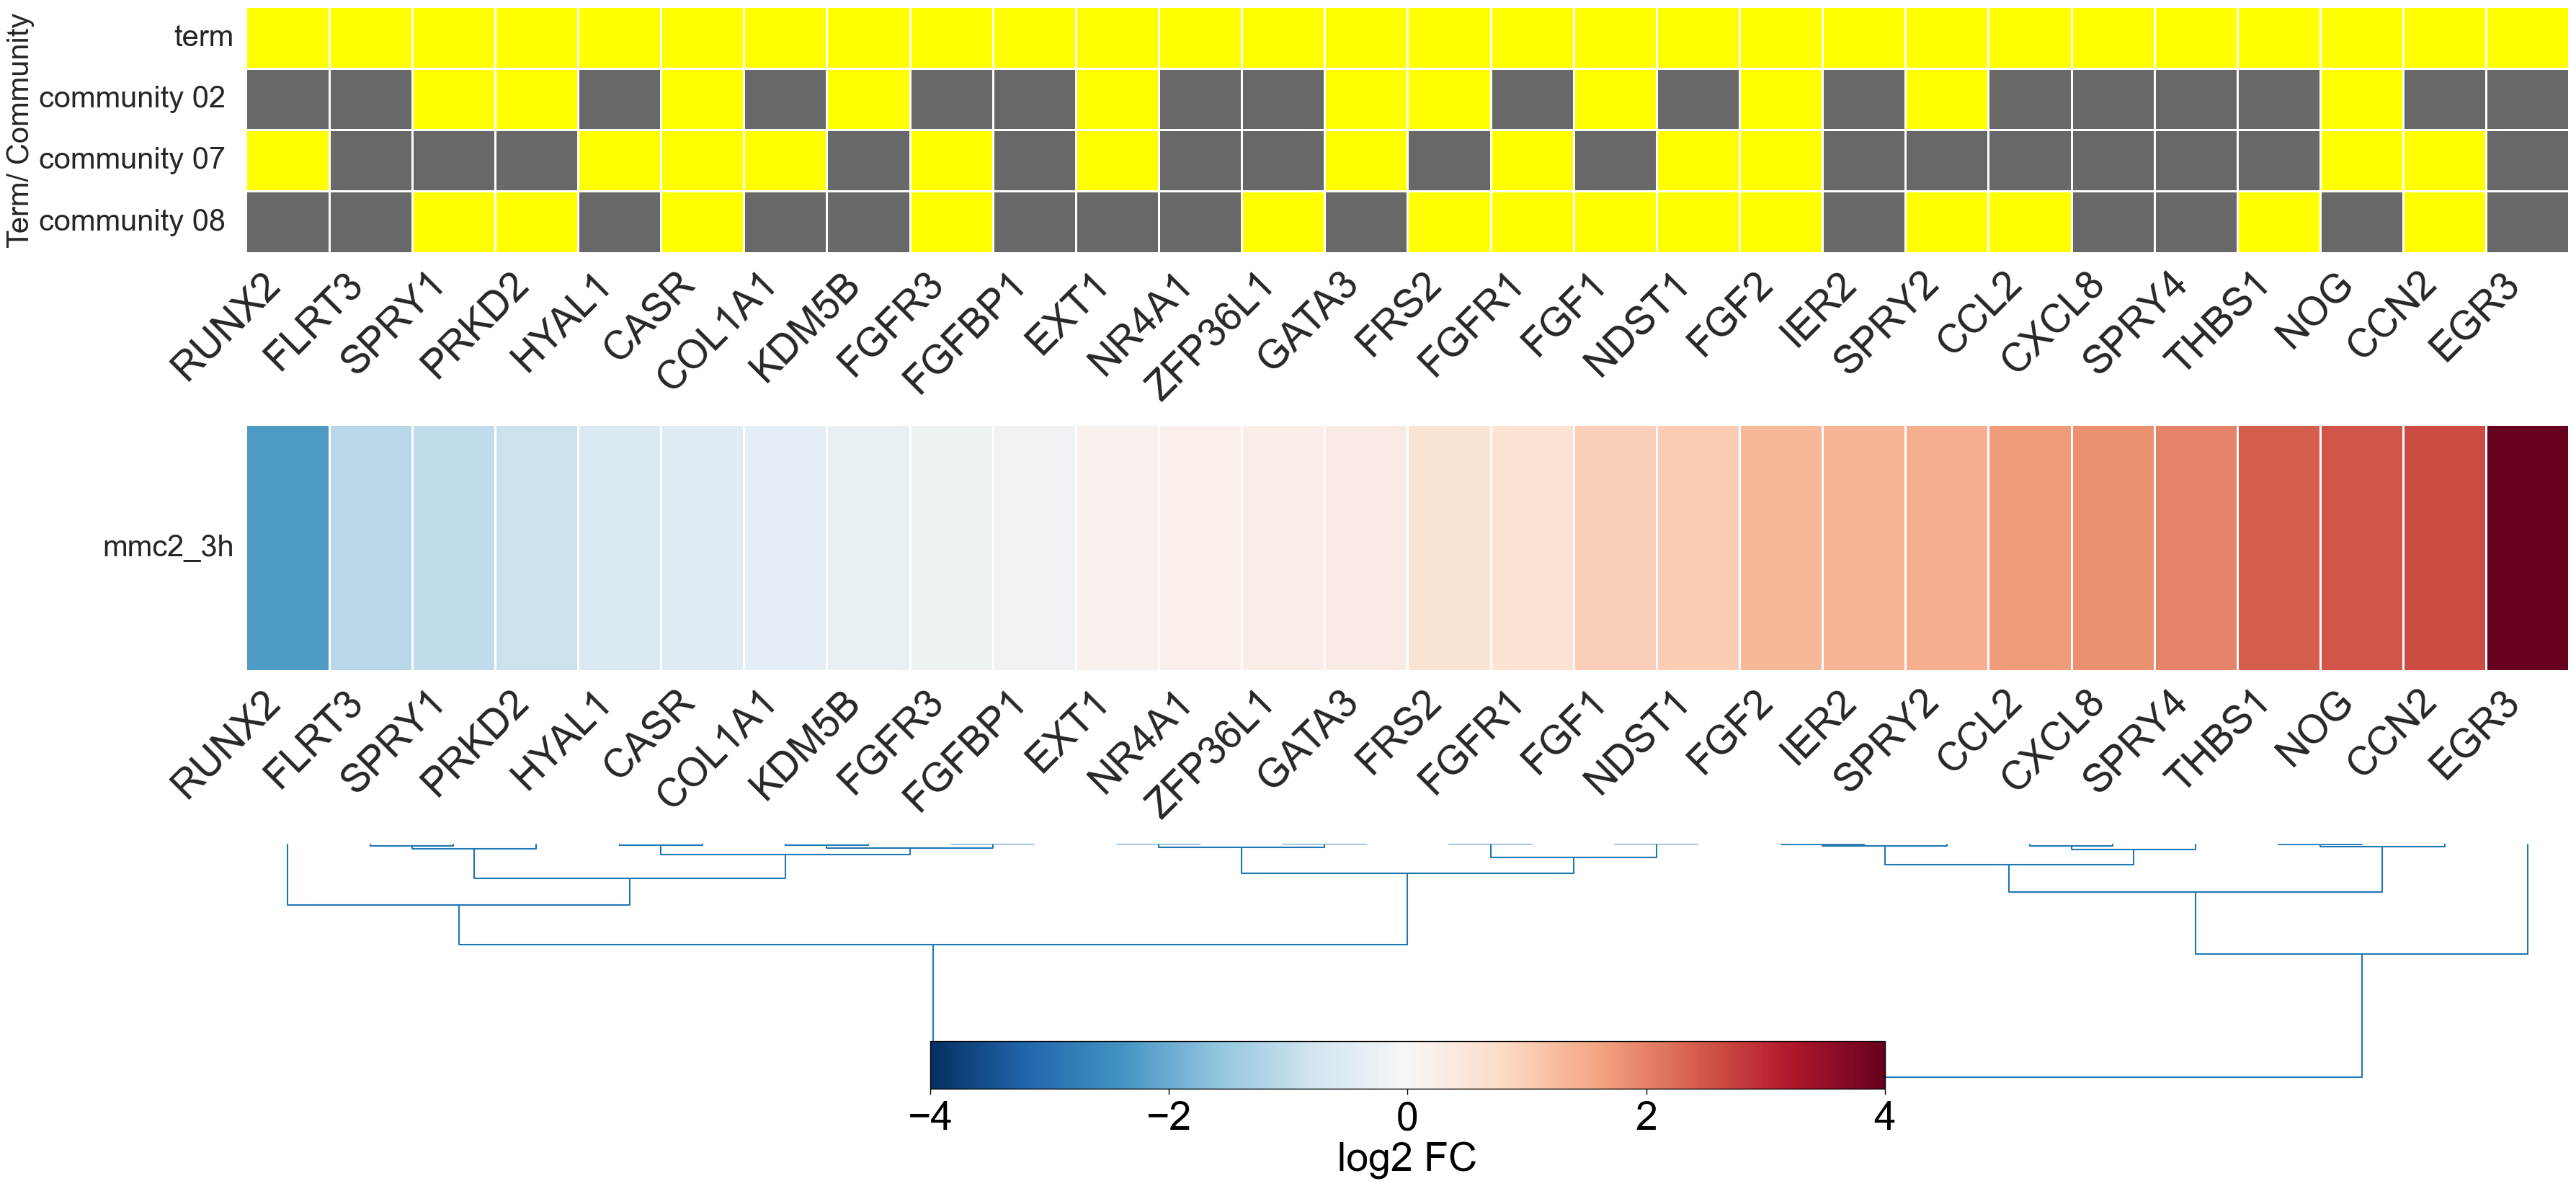 Term/ Community
term
community 02
community 07
community 08
RUNX2 FLRT3 SPRY1 PRKD2 HYAL1 CASR COL1A1 KDM5B FGFR3 FGFBP1 EXT1 NR4A1 ZFP36L1 GATA3 FRS2 FGFR1 FGF1 NDST1 FGF2 IER2 SPRY2 CCL2 CXCL8 SPRY4 THBS1 NOG CCN2 EGR3
mmc2_3h
RUNX2 FLRT3 SPRY1 PRKD2 HYAL1 CASR COL1A1 KDM5B FGFR3 FGFBP1 EXT1 NR4A1 ZFP36L1 GATA3 FRS2 FGFR1 FGF1 NDST1 FGF2 IER2 SPRY2 CCL2 CXCL8 SPRY4 THBS1 NOG CCN2 EGR3
−4 −2 0 2 4
log2 FC